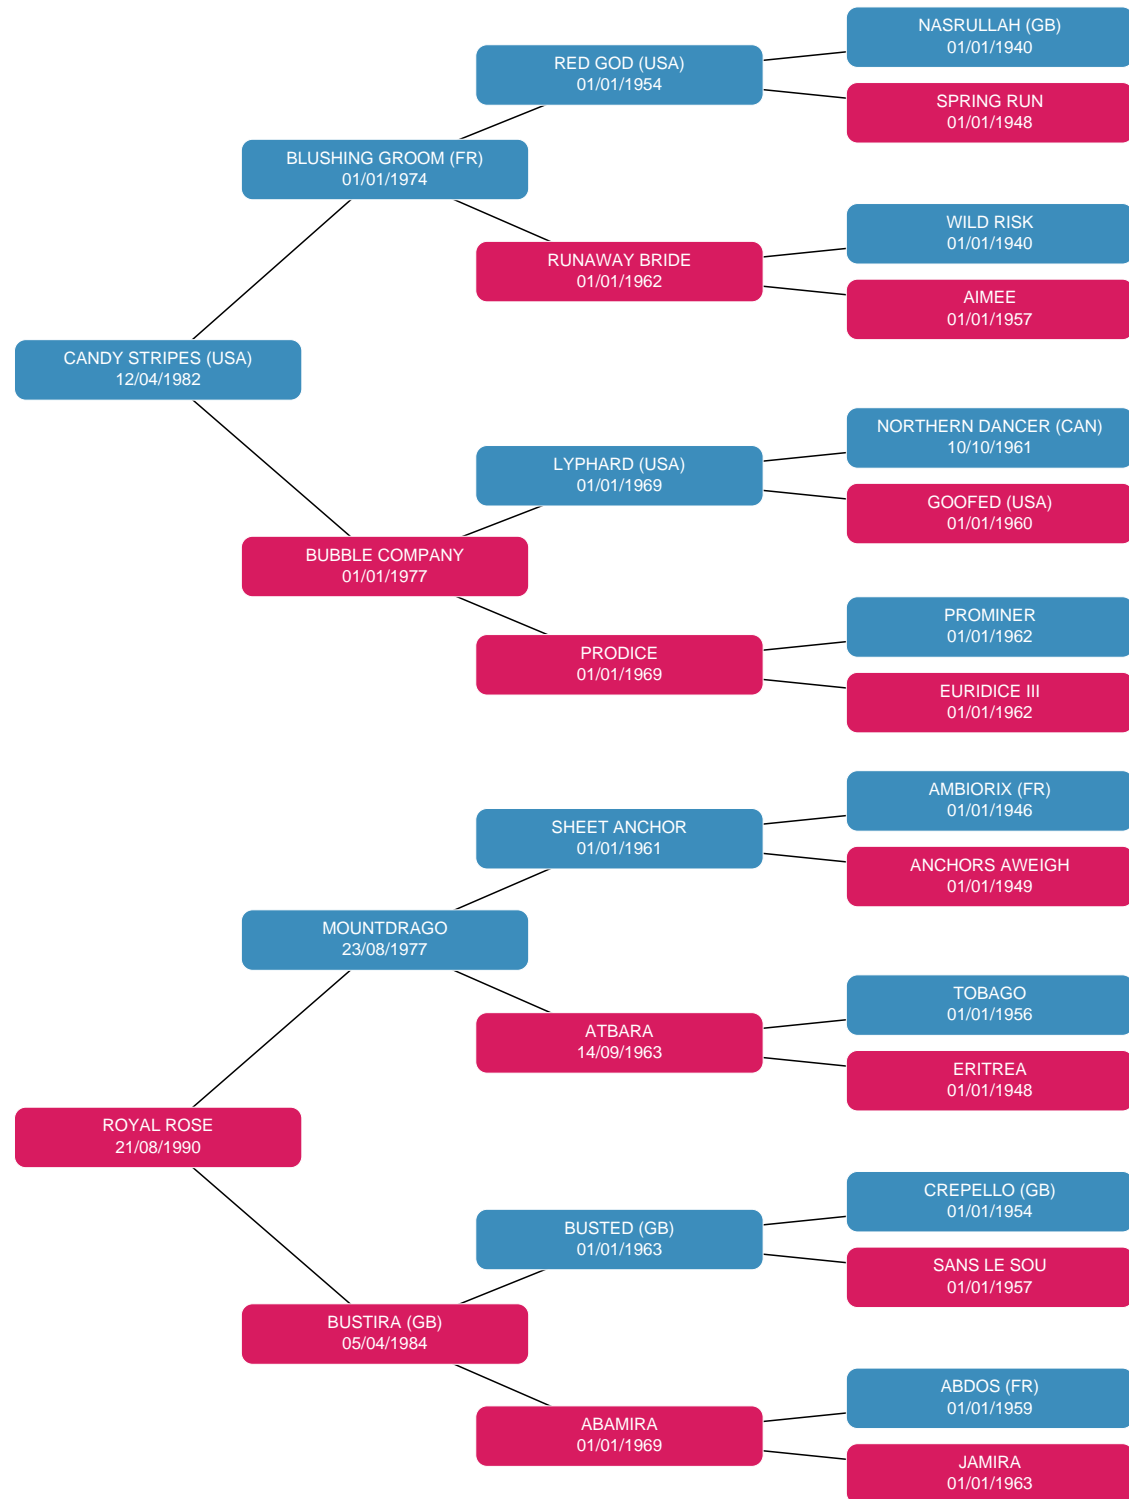 NASRULLAH (GB)
01/01/1940
RED GOD (USA)
01/01/1954
SPRING RUN
01/01/1948
BLUSHING GROOM (FR)
01/01/1974
WILD RISK
01/01/1940
RUNAWAY BRIDE
01/01/1962
AIMEE
01/01/1957
CANDY STRIPES (USA)
12/04/1982
NORTHERN DANCER (CAN)
10/10/1961
LYPHARD (USA)
01/01/1969
GOOFED (USA)
01/01/1960
BUBBLE COMPANY
01/01/1977
PROMINER
01/01/1962
PRODICE
01/01/1969
EURIDICE III
01/01/1962
AMBIORIX (FR)
01/01/1946
SHEET ANCHOR
01/01/1961
ANCHORS AWEIGH
01/01/1949
MOUNTDRAGO
23/08/1977
TOBAGO
01/01/1956
ATBARA
14/09/1963
ERITREA
01/01/1948
ROYAL ROSE
21/08/1990
CREPELLO (GB)
01/01/1954
BUSTED (GB)
01/01/1963
SANS LE SOU
01/01/1957
BUSTIRA (GB)
05/04/1984
ABDOS (FR)
01/01/1959
ABAMIRA
01/01/1969
JAMIRA
01/01/1963